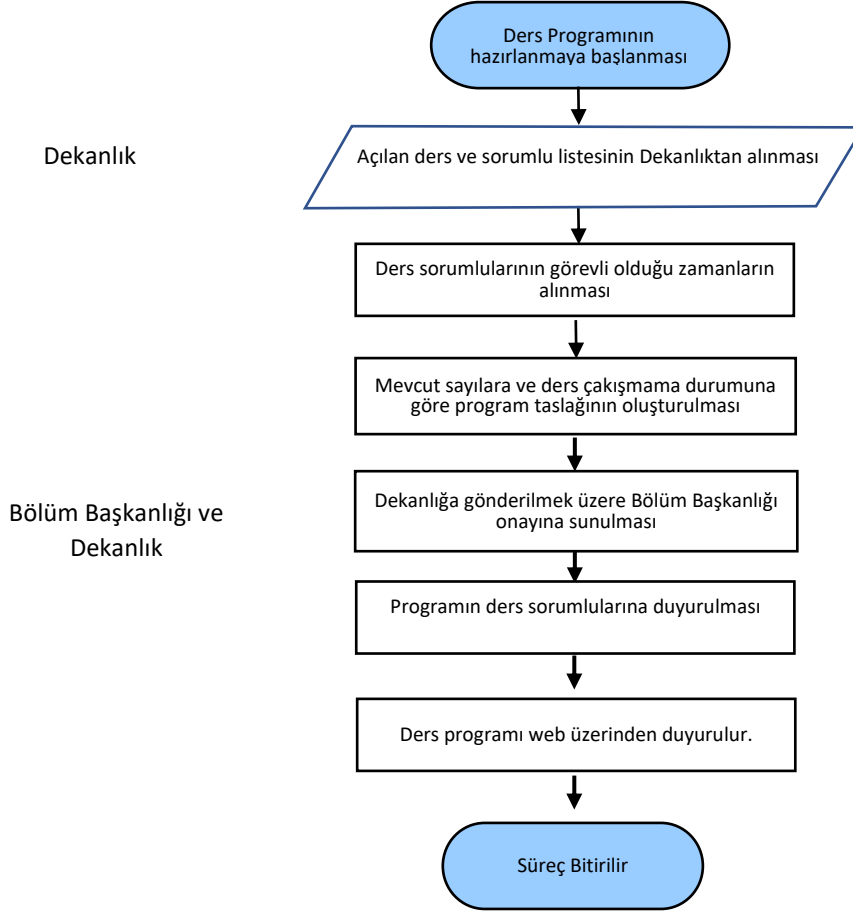 Ders Programının
hazırlanmaya başlanması
Dekanlık
Açılan ders ve sorumlu listesinin Dekanlıktan alınması
Ders sorumlularının görevli olduğu zamanların
alınması
Mevcut sayılara ve ders çakışmama durumuna
göre program taslağının oluşturulması
Bölüm Başkanlığı ve
Dekanlık
Dekanlığa gönderilmek üzere Bölüm Başkanlığı
onayına sunulması
Programın ders sorumlularına duyurulması
Ders programı web üzerinden duyurulur.
Süreç Bitirilir